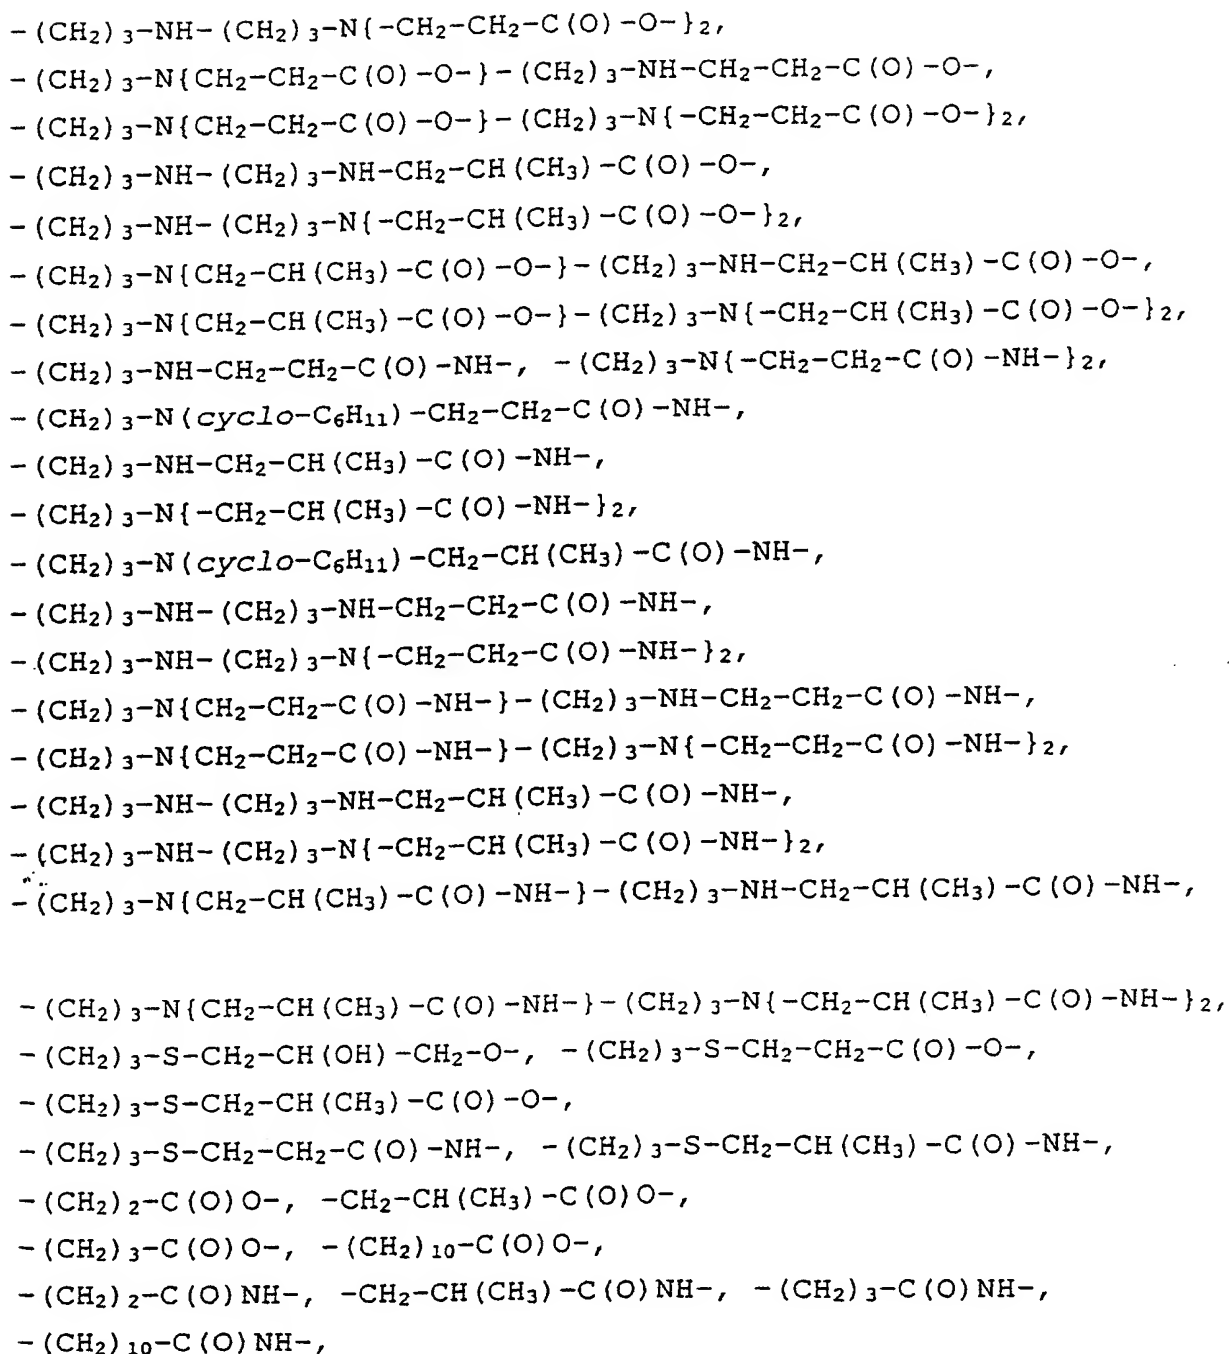 -(CH₂)₃-NH-(CH₂)₃-N{-CH₂-CH₂-C(O)-O-}₂,
-(CH₂)₃-N{CH₂-CH₂-C(O)-O-}-(CH₂)₃-NH-CH₂-CH₂-C(O)-O-,
-(CH₂)₃-N{CH₂-CH₂-C(O)-O-}-(CH₂)₃-N{-CH₂-CH₂-C(O)-O-}₂,
-(CH₂)₃-NH-(CH₂)₃-NH-CH₂-CH(CH₃)-C(O)-O-,
-(CH₂)₃-NH-(CH₂)₃-N{-CH₂-CH(CH₃)-C(O)-O-}₂,
-(CH₂)₃-N{CH₂-CH(CH₃)-C(O)-O-}-(CH₂)₃-NH-CH₂-CH(CH₃)-C(O)-O-,
-(CH₂)₃-N{CH₂-CH(CH₃)-C(O)-O-}-(CH₂)₃-N{-CH₂-CH(CH₃)-C(O)-O-}₂,
-(CH₂)₃-NH-CH₂-CH₂-C(O)-NH-, -(CH₂)₃-N{-CH₂-CH₂-C(O)-NH-}₂,
-(CH₂)₃-N(cyclo-C₆H₁₁)-CH₂-CH₂-C(O)-NH-,
-(CH₂)₃-NH-CH₂-CH(CH₃)-C(O)-NH-,
-(CH₂)₃-N{-CH₂-CH(CH₃)-C(O)-NH-}₂,
-(CH₂)₃-N(cyclo-C₆H₁₁)-CH₂-CH(CH₃)-C(O)-NH-,
-(CH₂)₃-NH-(CH₂)₃-NH-CH₂-CH₂-C(O)-NH-,
-(CH₂)₃-NH-(CH₂)₃-N{-CH₂-CH₂-C(O)-NH-}₂,
-(CH₂)₃-N{CH₂-CH₂-C(O)-NH-}-(CH₂)₃-NH-CH₂-CH₂-C(O)-NH-,
-(CH₂)₃-N{CH₂-CH₂-C(O)-NH-}-(CH₂)₃-N{-CH₂-CH₂-C(O)-NH-}₂,
-(CH₂)₃-NH-(CH₂)₃-NH-CH₂-CH(CH₃)-C(O)-NH-,
-(CH₂)₃-NH-(CH₂)₃-N{-CH₂-CH(CH₃)-C(O)-NH-}₂,
-(CH₂)₃-N{CH₂-CH(CH₃)-C(O)-NH-}-(CH₂)₃-NH-CH₂-CH(CH₃)-C(O)-NH-,
-(CH₂)₃-N{CH₂-CH(CH₃)-C(O)-NH-}-(CH₂)₃-N{-CH₂-CH(CH₃)-C(O)-NH-}₂,
-(CH₂)₃-S-CH₂-CH(OH)-CH₂-O-, -(CH₂)₃-S-CH₂-CH₂-C(O)-O-,
-(CH₂)₃-S-CH₂-CH(CH₃)-C(O)-O-,
-(CH₂)₃-S-CH₂-CH₂-C(O)-NH-, -(CH₂)₃-S-CH₂-CH(CH₃)-C(O)-NH-,
-(CH₂)₂-C(O)O-, -CH₂-CH(CH₃)-C(O)O-,
-(CH₂)₃-C(O)O-, -(CH₂)₁₀-C(O)O-,
-(CH₂)₂-C(O)NH-, -CH₂-CH(CH₃)-C(O)NH-, -(CH₂)₃-C(O)NH-,
-(CH₂)₁₀-C(O)NH-,